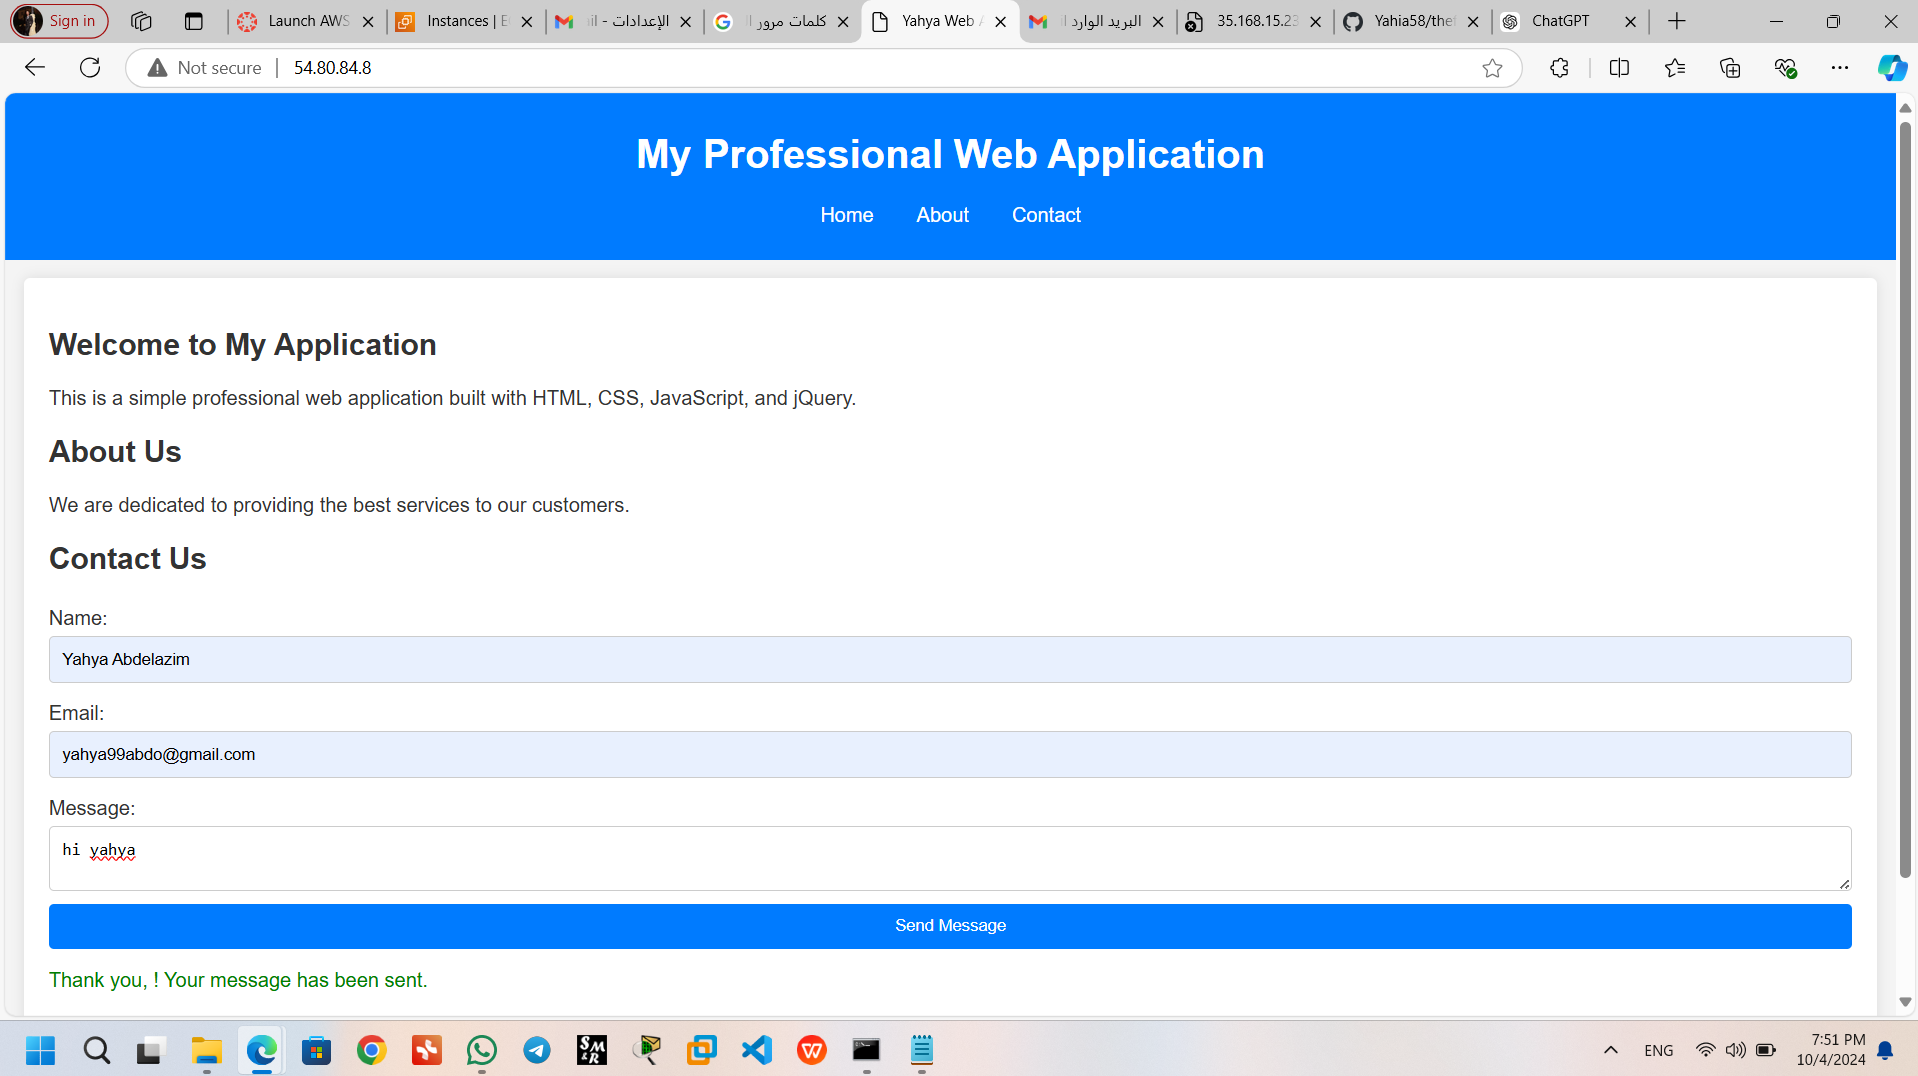 Sign in
Launch AWS
Instances | E
الإعدادات - il
كلمات مرور ال
Yahya Web A
البريد الوارد il
35.168.15.23
Yahia58/the
ChatGPT
Not secure
54.80.84.8
My Professional Web Application
Home About Contact
Welcome to My Application
This is a simple professional web application built with HTML, CSS, JavaScript, and jQuery.
About Us
We are dedicated to providing the best services to our customers.
Contact Us
Name:
Yahya Abdelazim
Email:
yahya99abdo@gmail.com
Message:
hi yahya
Send Message
Thank you, ! Your message has been sent.
SM
&R
ENG
7:51 PM
10/4/2024